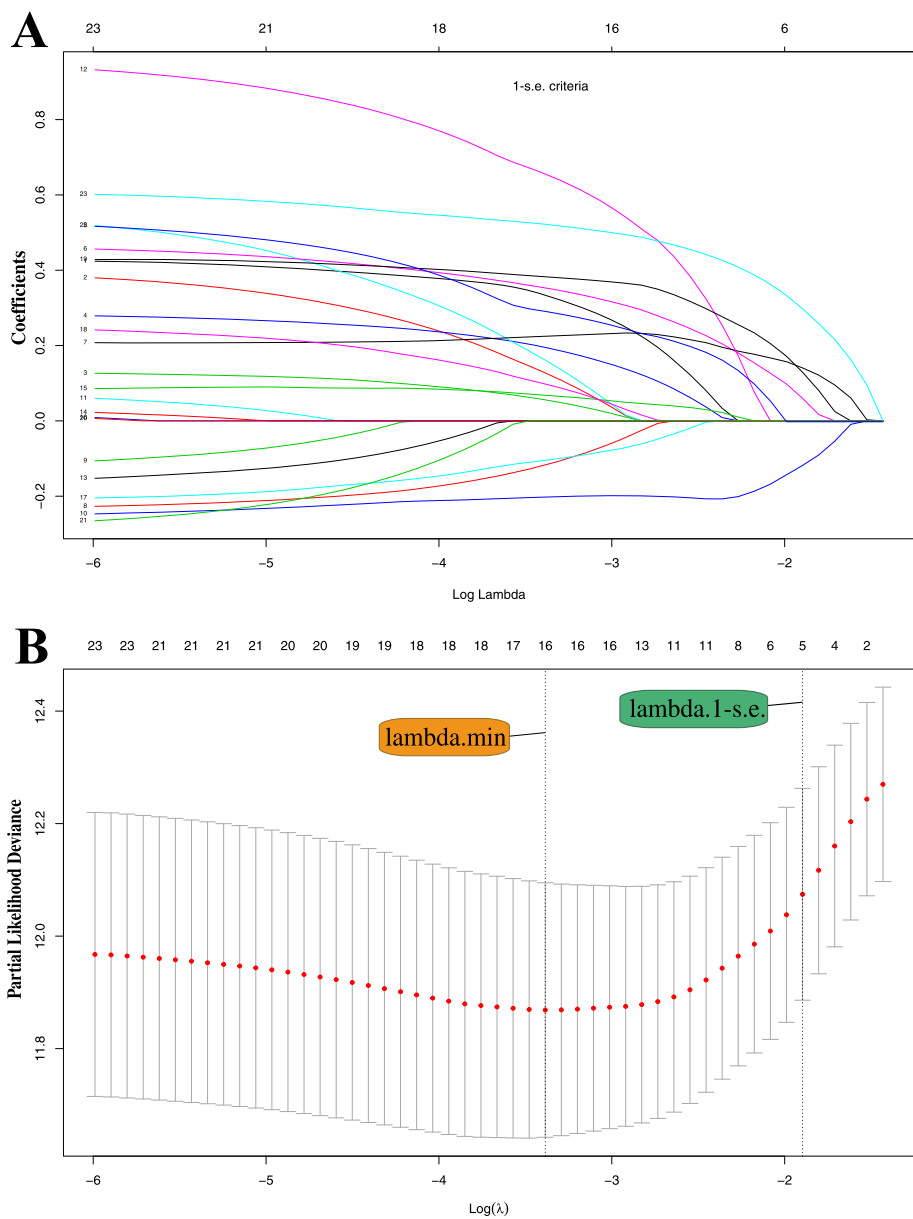 A
23 21 18 16 6
1-s.e. criteria
12
23
6
2
4
18
7
3
15
11
14
9
13
17
8
10
21
0.8
0.6
0.4
0.2
0.0
−0.2
Coefficients
−6 −5 −4 −3 −2
Log Lambda
B
23 23 21 21 21 21 20 20 19 19 18 18 18 17 16 16 16 13 11 11 8 6 5 4 2
lambda.1-s.e.
lambda.min
12.4
12.2
12.0
11.8
Partial Likelihood Deviance
−6 −5 −4 −3 −2
Log(λ)